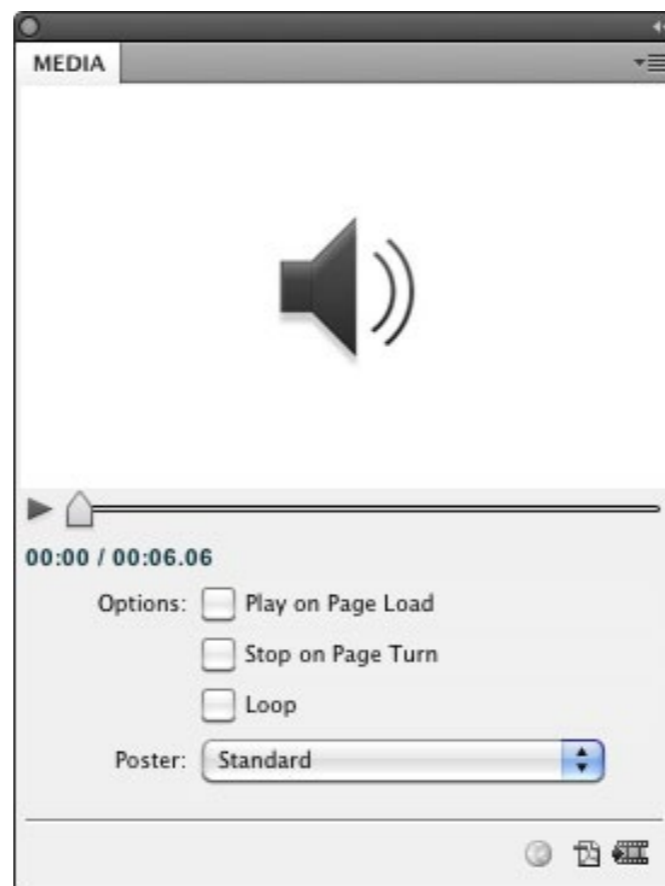 MEDIA
00:00 / 00:06.06
Options: Play on Page Load
Stop on Page Turn
Loop
Poster: Standard